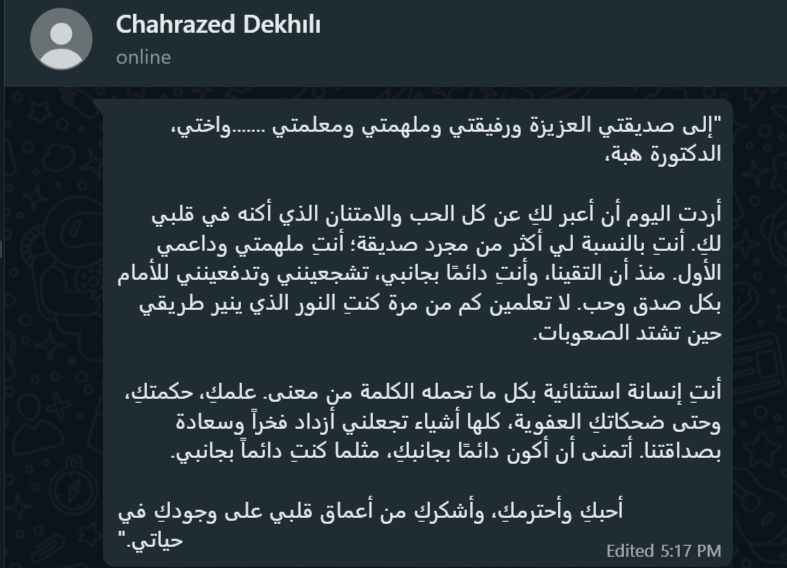 Chahrazed Dekhılı
online
"إلى صديقتي العزيزة ورفيقتي وملهمتي ومعلمتي .......واختي،
الدكتورة هبة،
أردت اليوم أن أعبر لكِ عن كل الحب والامتنان الذي أكنه في قلبي
لكِ. أنتِ بالنسبة لي أكثر من مجرد صديقة؛ أنتِ ملهمتي وداعمي
الأول. منذ أن التقينا، وأنتِ دائمًا بجانبي، تشجعينني وتدفعينني للأمام
بكل صدق وحب. لا تعلمين كم من مرة كنتِ النور الذي ينير طريقي
حين تشتد الصعوبات.
أنتِ إنسانة استثنائية بكل ما تحمله الكلمة من معنى. علمكِ، حكمتكِ،
وحتى ضحكاتكِ العفوية، كلها أشياء تجعلني أزداد فخراً وسعادة
بصداقتنا. أتمنى أن أكون دائمًا بجانبكِ، مثلما كنتِ دائماً بجانبي.
أحبكِ وأحترمكِ، وأشكركِ من أعماق قلبي على وجودكِ في
حياتي."
Edited 5:17 PM